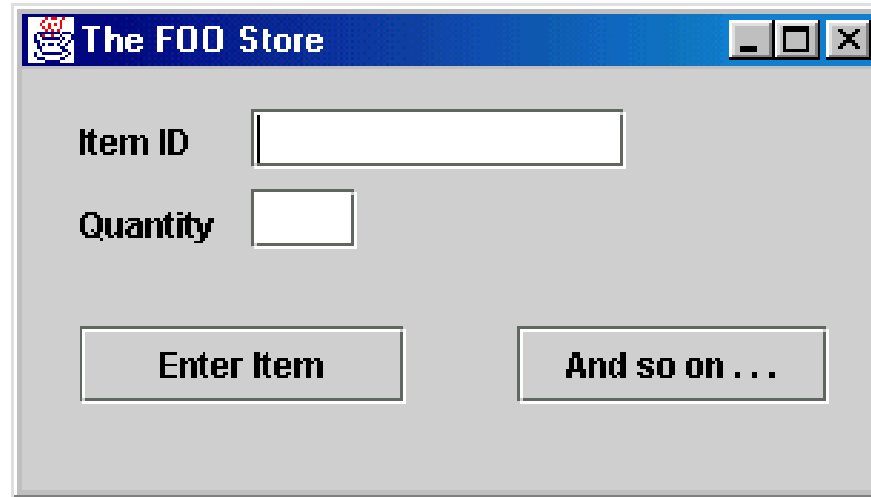 The FOO Store
Item ID
Quantity
Enter Item
And so on . . .